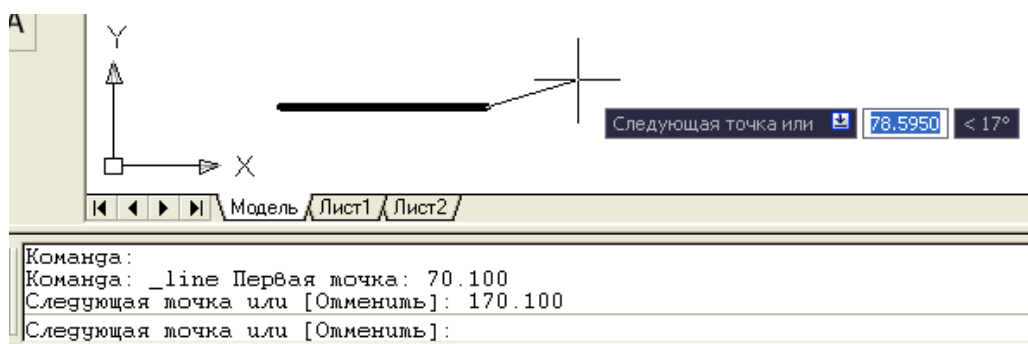 A
Y
Следующая точка или 78.5950 < 17°
X
Модель Лист1 Лист2
Команда:
Команда: _line Первая точка: 70.100
Следующая точка или [Отменить]: 170.100
Следующая точка или [Отменить]: